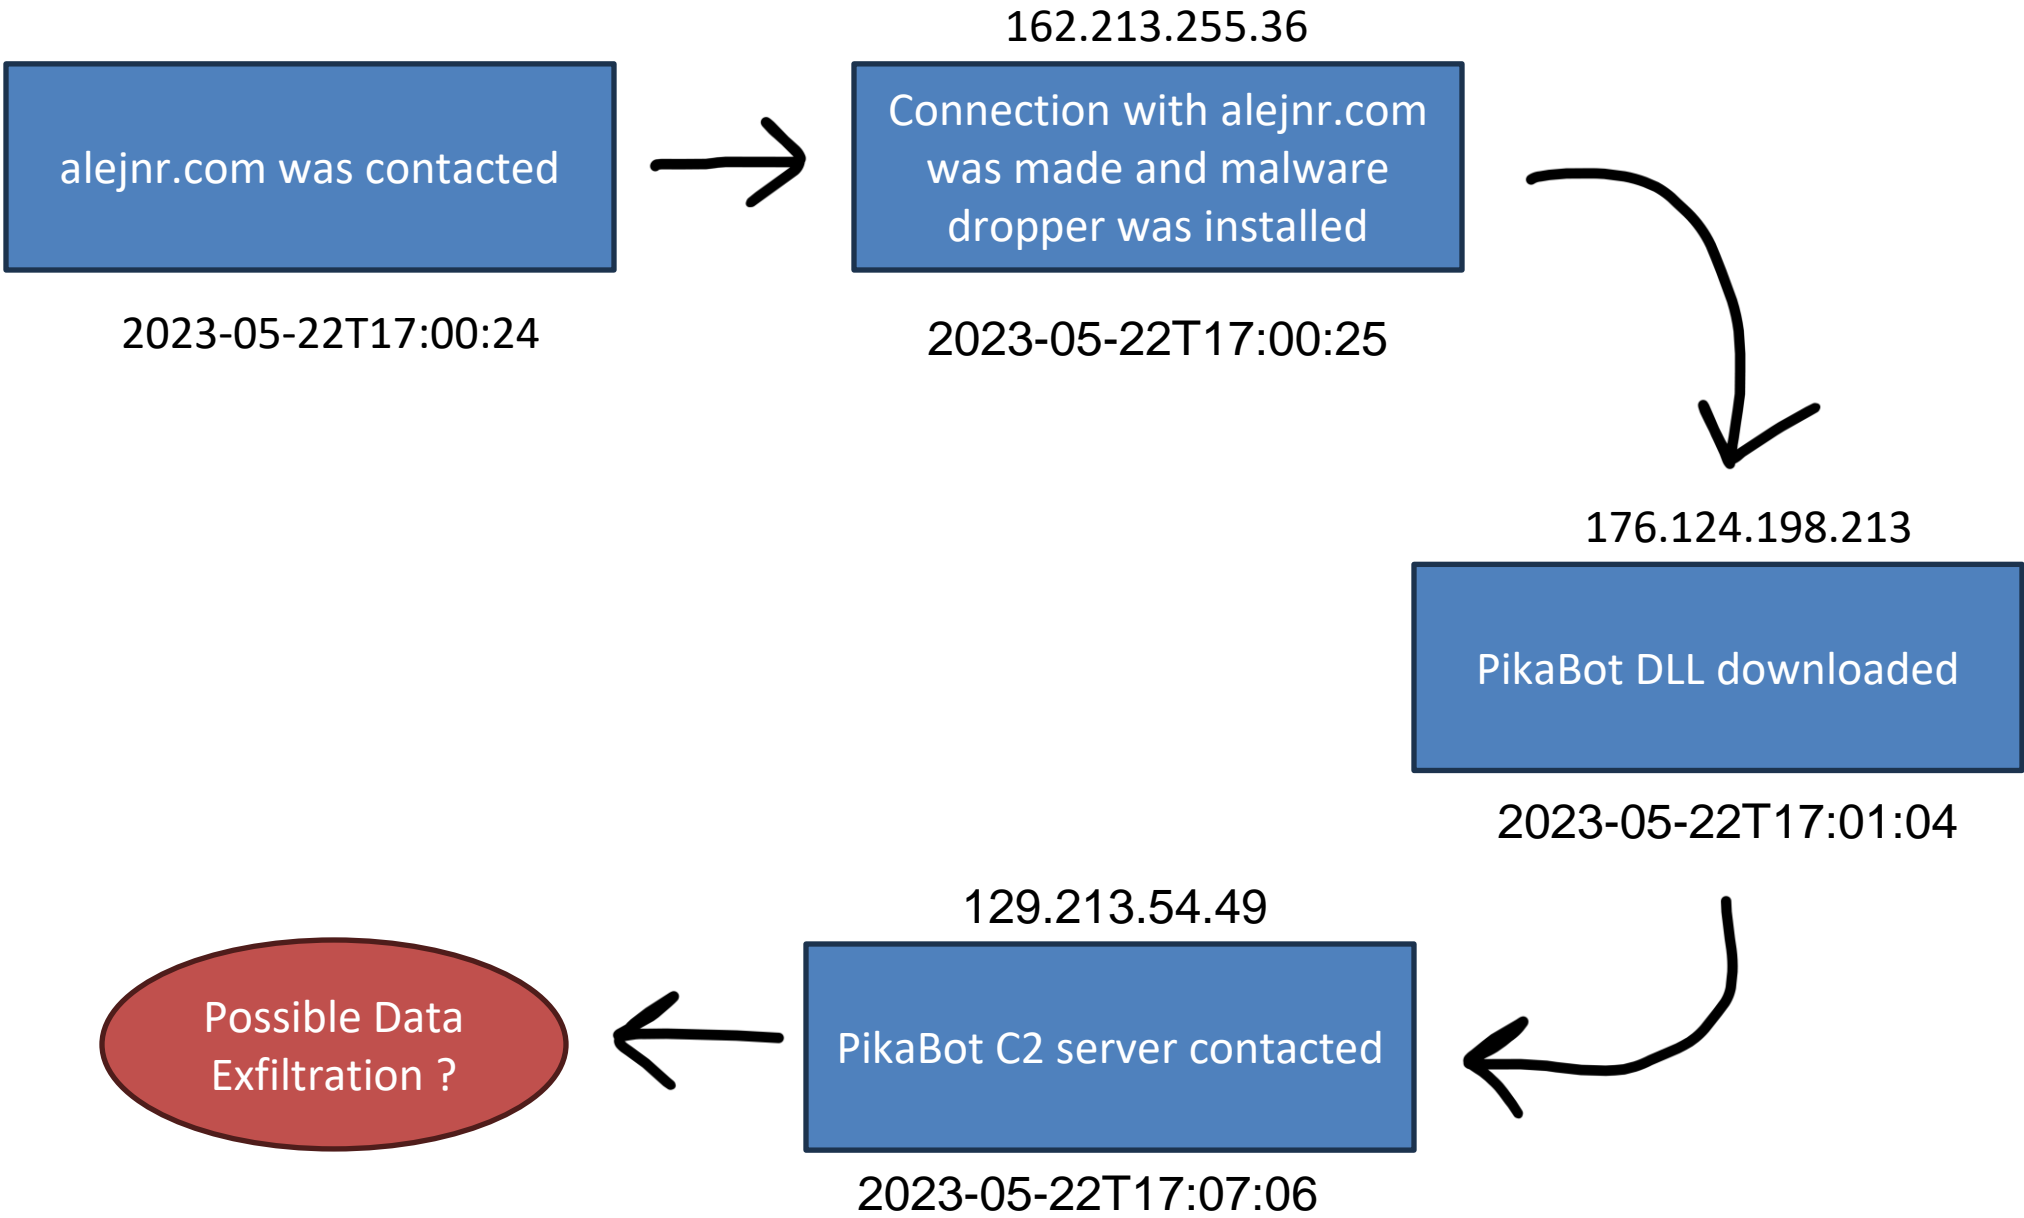 alejnr.com was contacted
2023-05-22T17:00:24
162.213.255.36
Connection with alejnr.com
was made and malware
dropper was installed
2023-05-22T17:00:25
176.124.198.213
PikaBot DLL downloaded
2023-05-22T17:01:04
129.213.54.49
PikaBot C2 server contacted
2023-05-22T17:07:06
Possible Data
Exfiltration ?